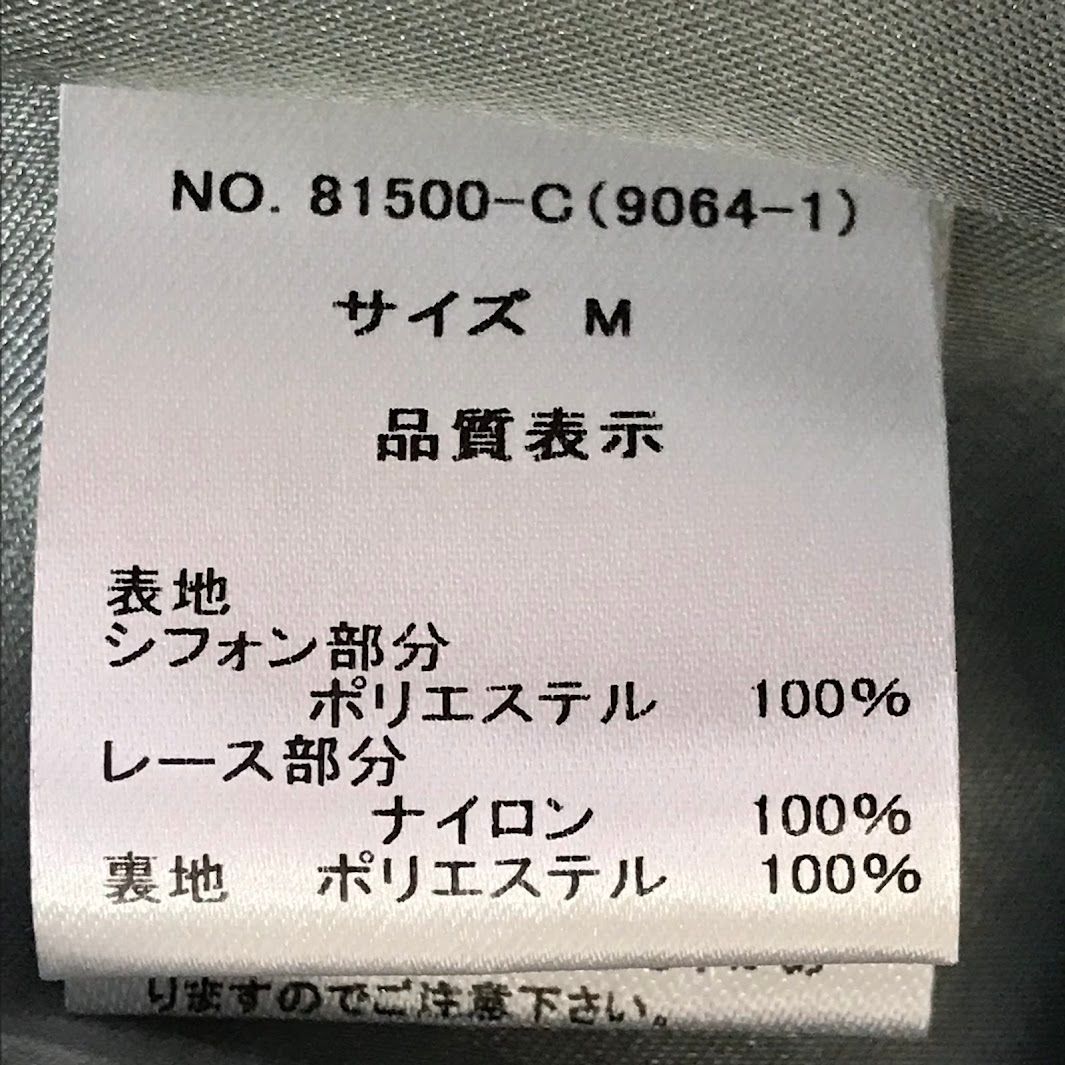 NO. 81500-C(9064-1)
サイズ M
品質表示
表地
シフォン部分
ポリエステル 100%
レース部分
ナイロン 100%
裏地 ポリエステル 100%
りますのでご注意下さい。